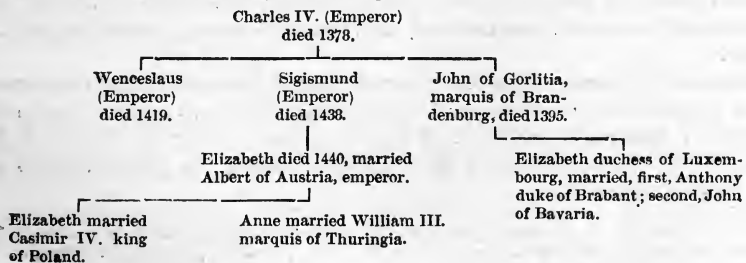 Charles IV. (Emperor)
died 1378.
Wenceslaus
(Emperor)
died 1419.
Sigismund
(Emperor)
died 1438.
John of Gorlitia,
marquis of Bran-
denburg, died 1395.
Elizabeth died 1440, married
Albert of Austria, emperor.
Elizabeth duchess of Luxem-
bourg, married, first, Anthony
duke of Brabant; second, John
of Bavaria.
Elizabeth married
Casimir IV. king
of Poland.
Anne married William III.
marquis of Thuringia.